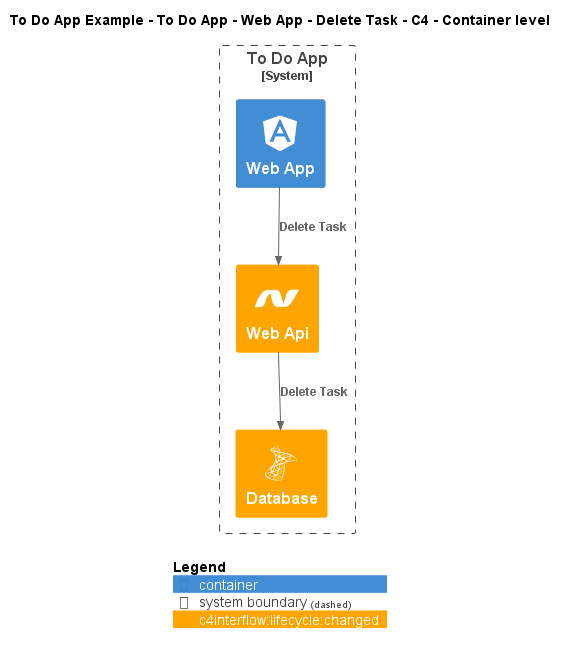 To Do App Example - To Do App - Web App - Delete Task - C4 - Container level
To Do App
[System]
Web App
Delete Task
Web Api
Delete Task
Database
Legend
container
system boundary (dashed)
c4interflow:lifecycle:changed